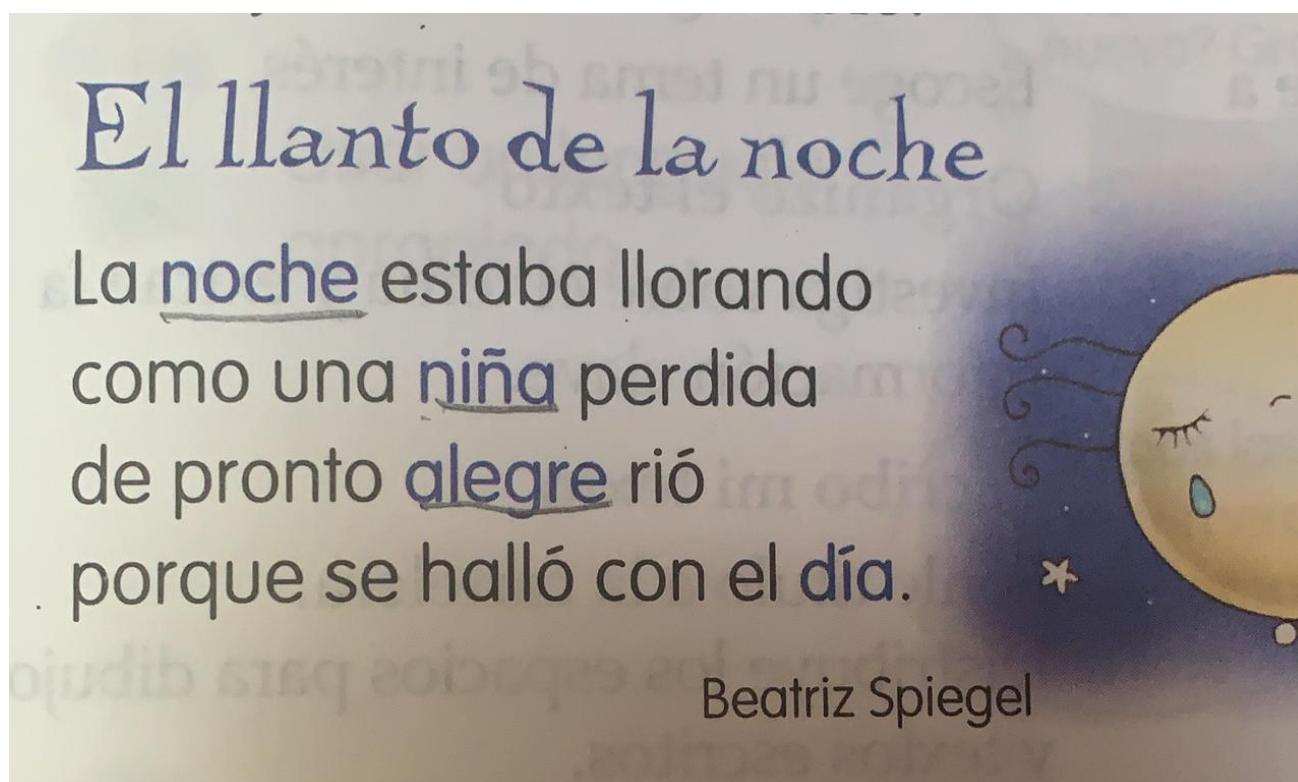 El llanto de la noche
La noche estaba llorando
como una niña perdida
de pronto alegre rió
porque se halló con el día.
Beatriz Spiegel